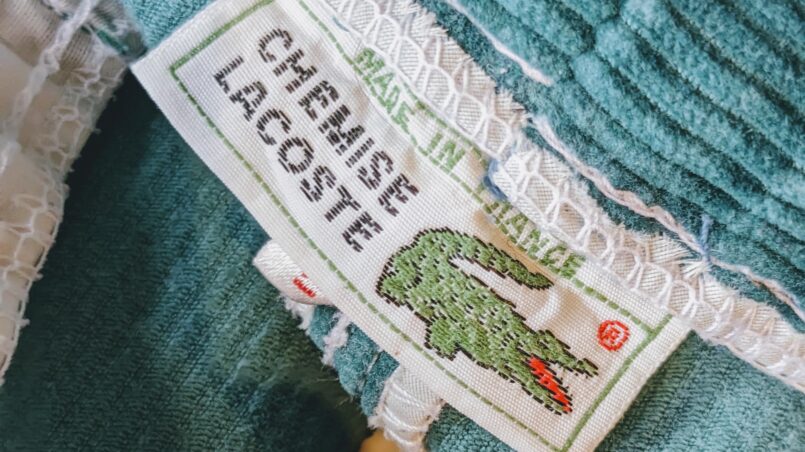 CHEMISE
LACOSTE
MADE IN FRANCE
®